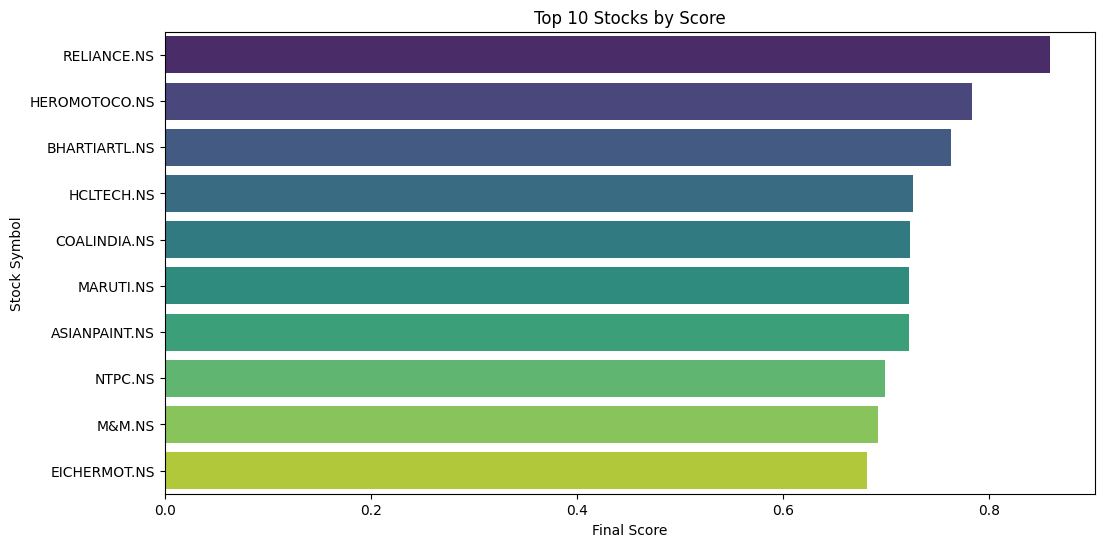 Top 10 Stocks by Score
RELIANCE.NS
HEROMOTOCO.NS
BHARTIARTL.NS
HCLTECH.NS
COALINDIA.NS
MARUTI.NS
ASIANPAINT.NS
NTPC.NS
M&M.NS
EICHERMOT.NS
Stock Symbol
0.0 0.2 0.4 0.6 0.8
Final Score